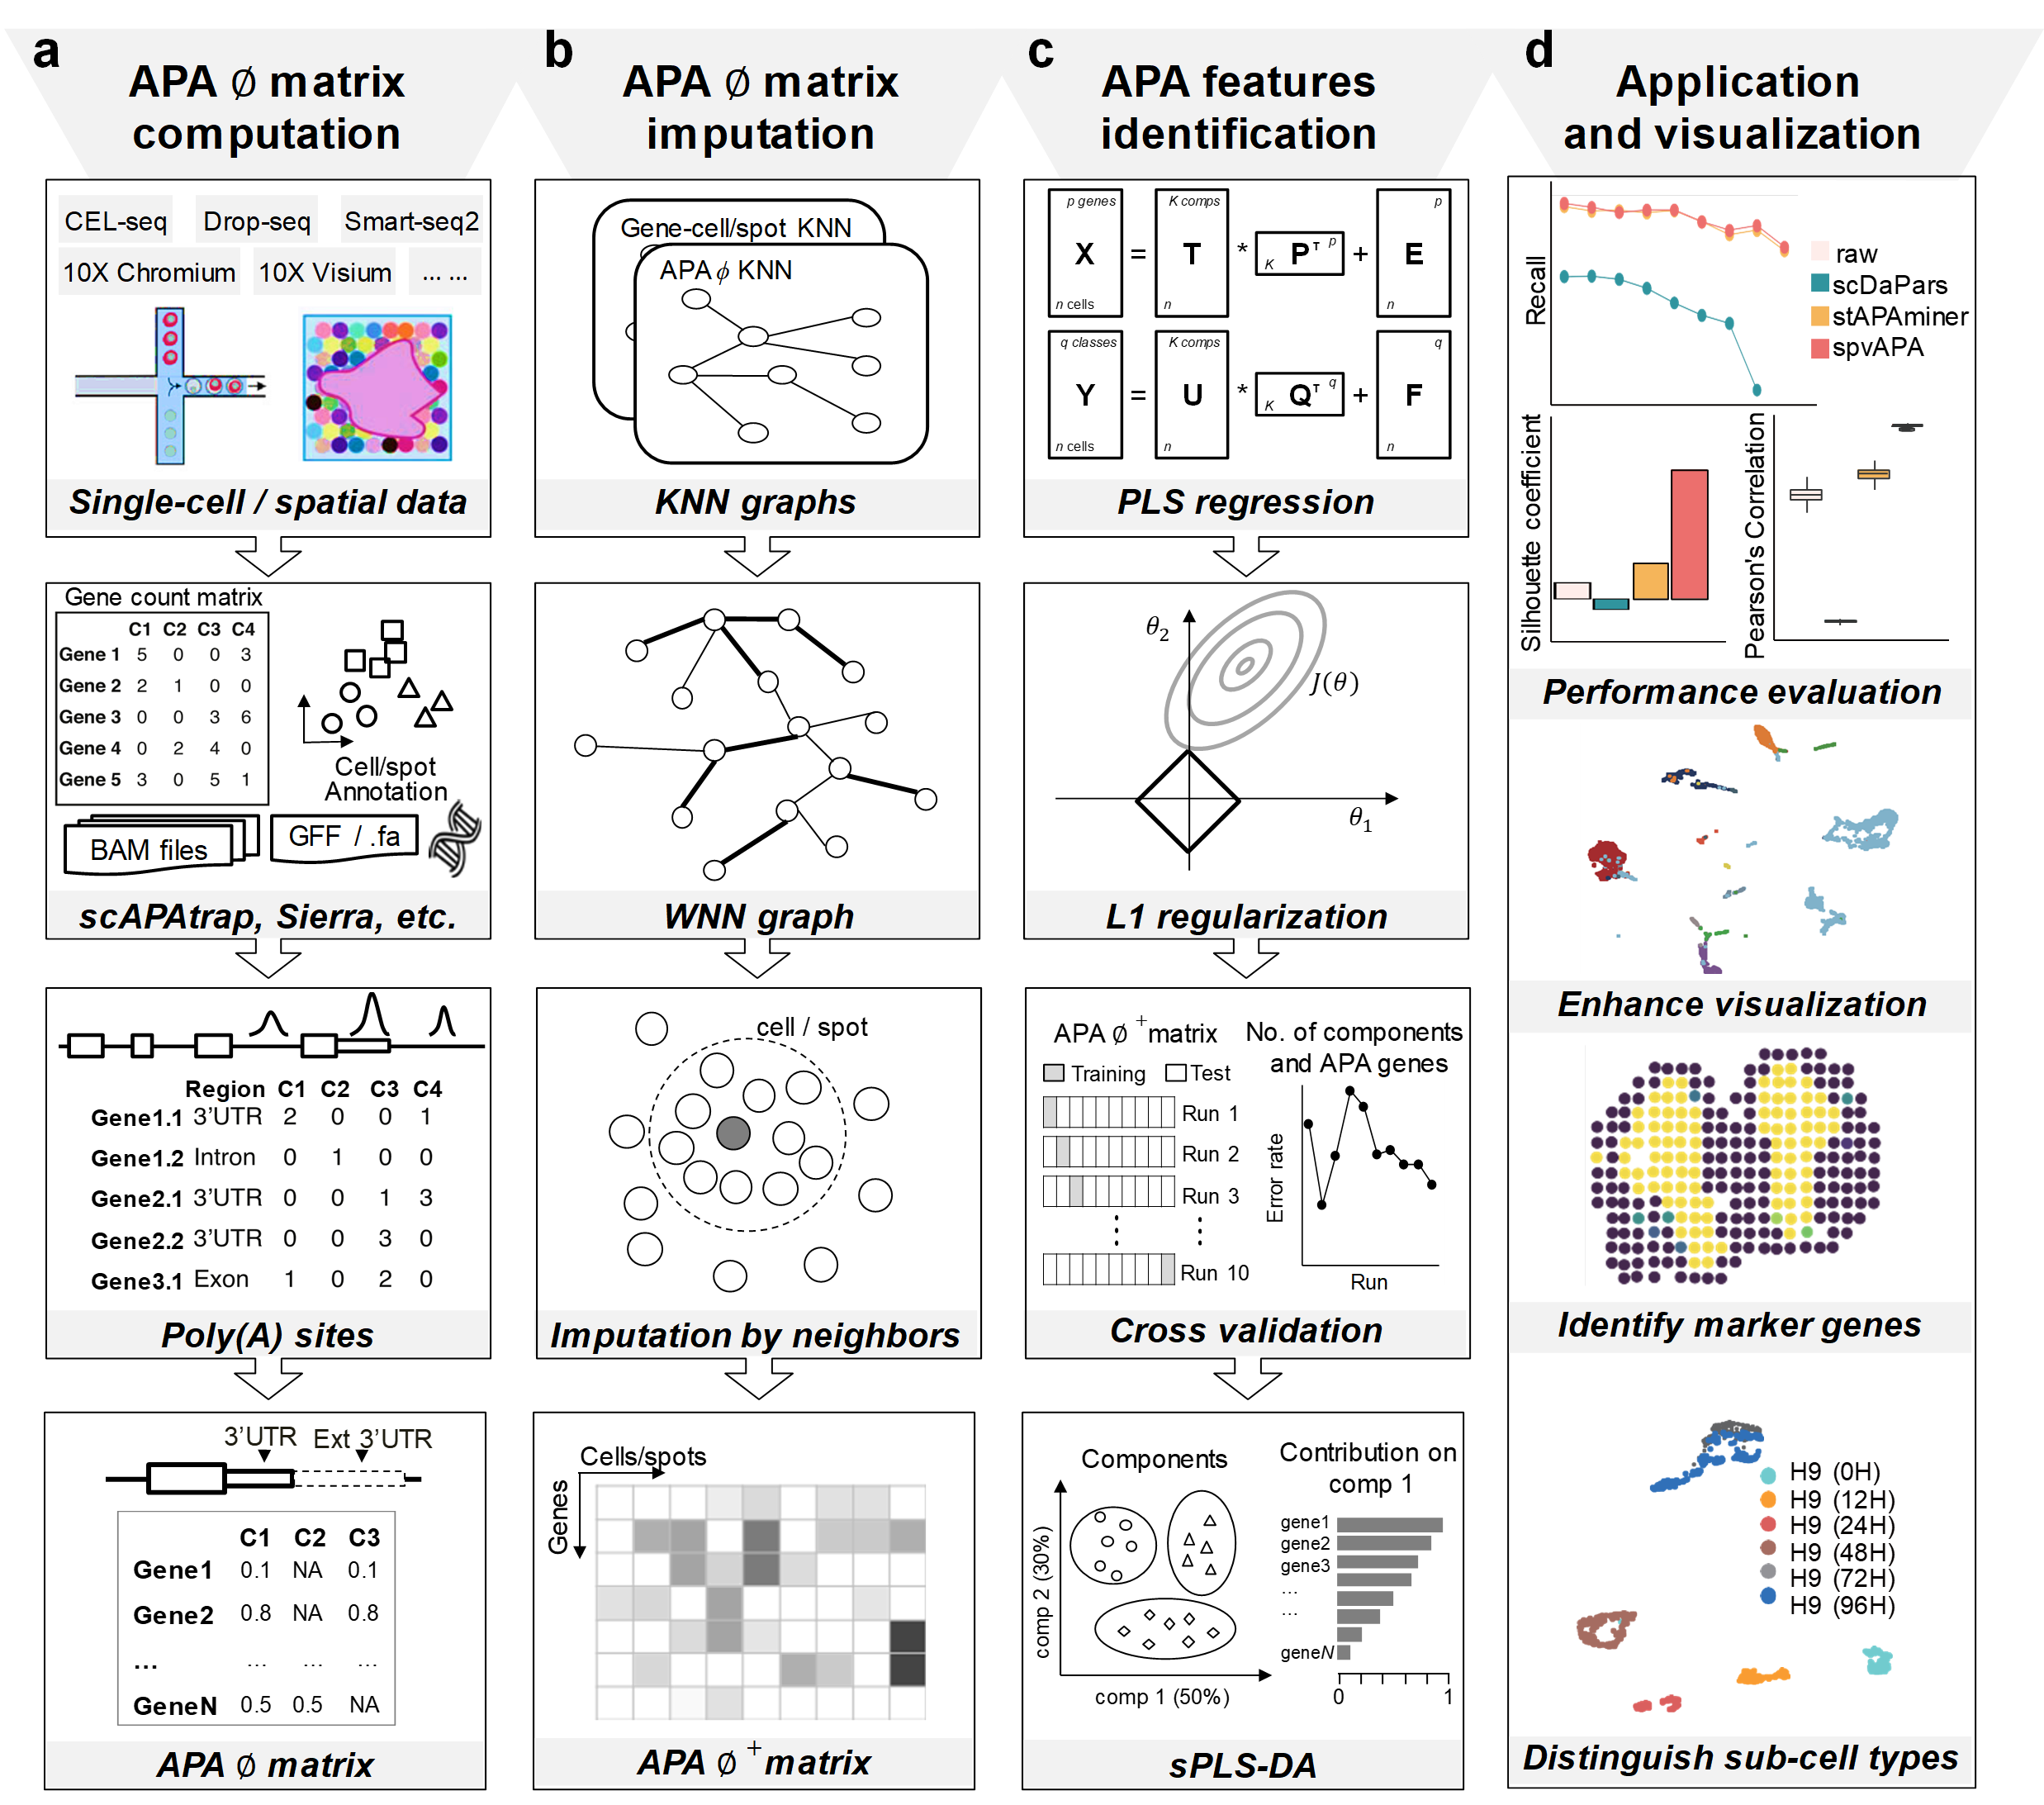 a
APA ∅ matrix
computation
CEL-seq
Drop-seq
Smart-seq2
10X Chromium
10X Visium
... ...
Single-cell / spatial data
Gene count matrix
C1 C2 C3 C4
Gene 1 5 0 0 3
Gene 2 2 1 0 0
Gene 3 0 0 3 6
Gene 4 0 2 4 0
Gene 5 3 0 5 1
Cell/spot
Annotation
BAM files
GFF / .fa
scAPAtrap, Sierra, etc.
Region C1 C2 C3 C4
Gene1.1 3'UTR 2 0 0 1
Gene1.2 Intron 0 1 0 0
Gene2.1 3'UTR 0 0 1 3
Gene2.2 3'UTR 0 0 3 0
Gene3.1 Exon 1 0 2 0
Poly(A) sites
3'UTR
Ext 3'UTR
C1 C2 C3
Gene1 0.1 NA 0.1
Gene2 0.8 NA 0.8
... ... ... ...
GeneN 0.5 0.5 NA
APA ∅ matrix
b
APA ∅ matrix
imputation
Gene-cell/spot KNN
APA ϕ KNN
KNN graphs
WNN graph
cell / spot
Imputation by neighbors
Cells/spots
Genes
APA ∅ + matrix
c
APA features
identification
p genes
X
n cells
=
K comps
T
n
*
K P T p
+
p
E
n
q classes
Y
n cells
=
K comps
U
n
*
K Q T q
+
q
F
n
PLS regression
θ2
J(θ)
θ1
L1 regularization
APA ∅ + matrix
Training
Test
Run 1
Run 2
Run 3
Run 10
No. of components
and APA genes
Error rate
Run
Cross validation
Components
comp 2 (30%)
comp 1 (50%)
Contribution on
comp 1
gene1
gene2
gene3
...
...
geneN
0 1
sPLS-DA
d
Application
and visualization
Recall
raw
scDaPars
stAPAminer
spvAPA
Silhouette coefficient
Pearson's Correlation
Performance evaluation
Enhance visualization
Identify marker genes
H9 (0H)
H9 (12H)
H9 (24H)
H9 (48H)
H9 (72H)
H9 (96H)
Distinguish sub-cell types